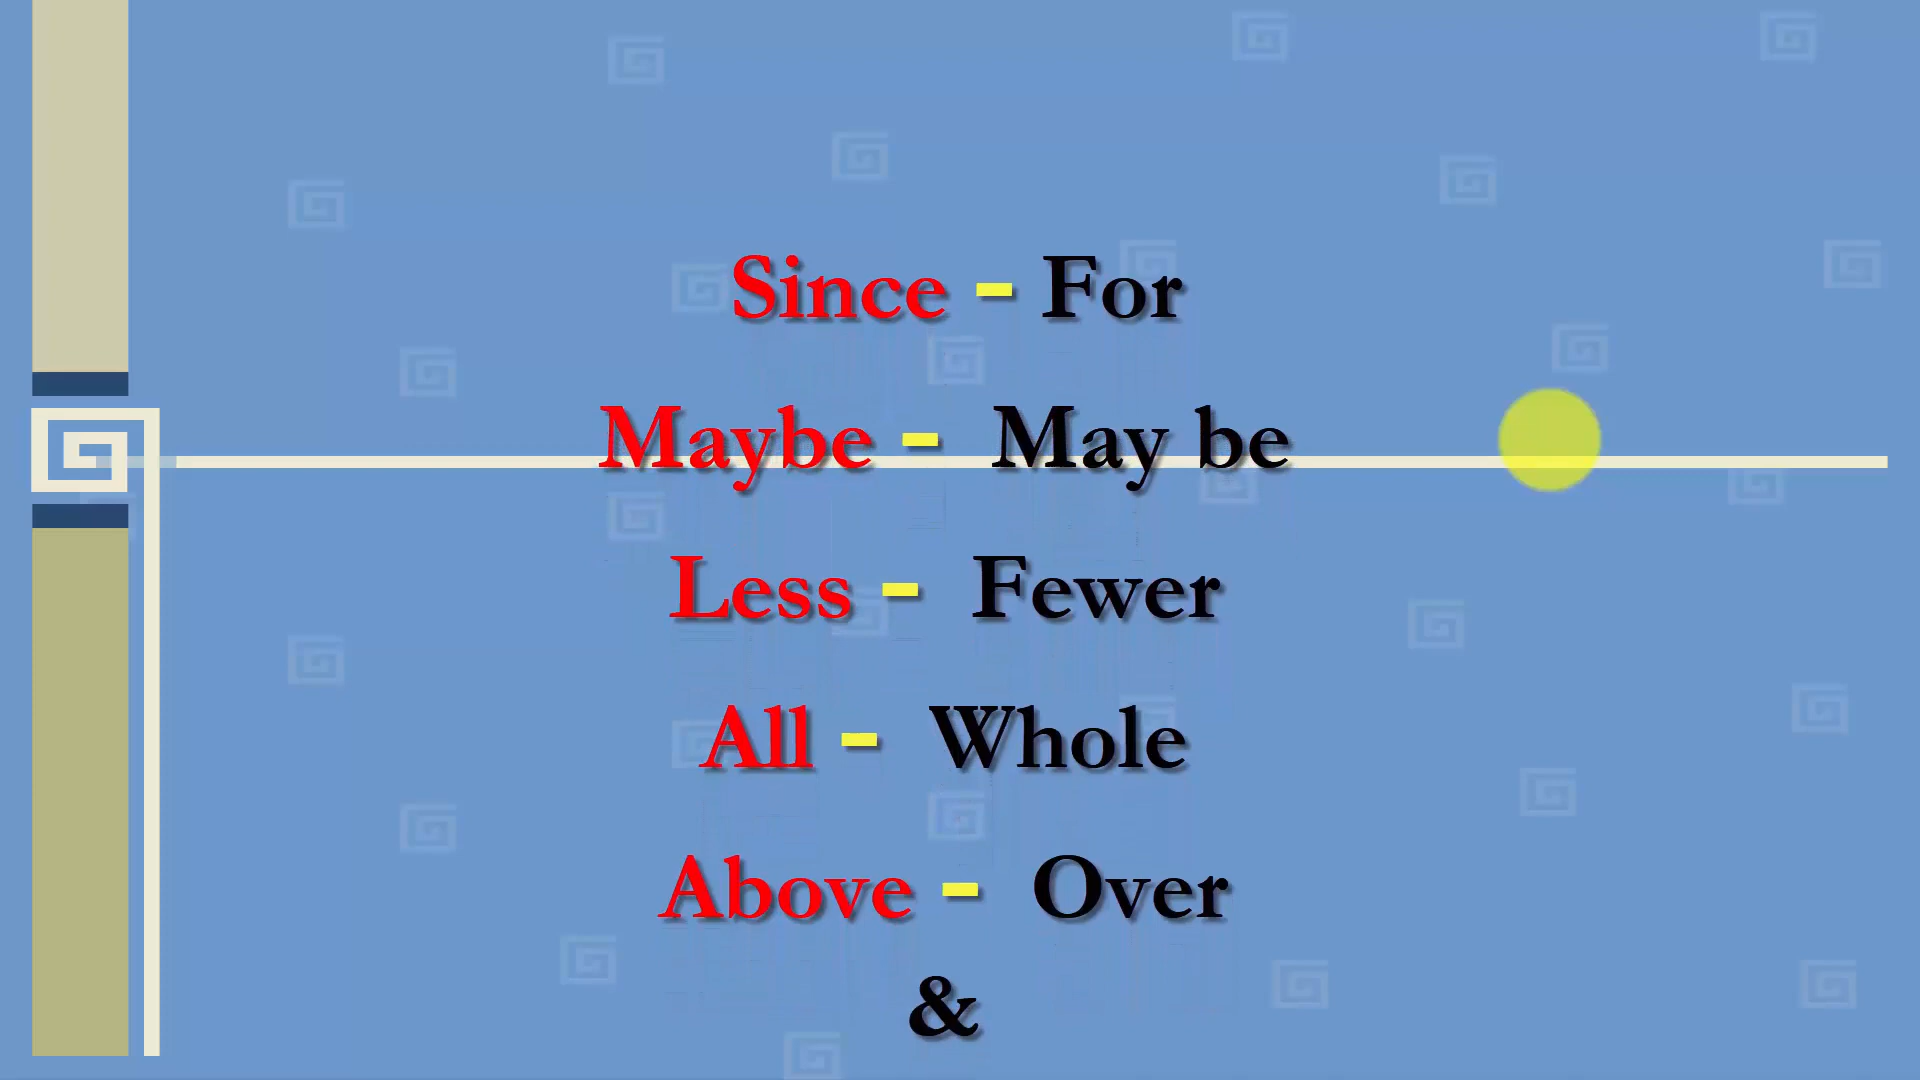 Since - For
Maybe - May be
Less - Fewer
All - Whole
Above - Over
&